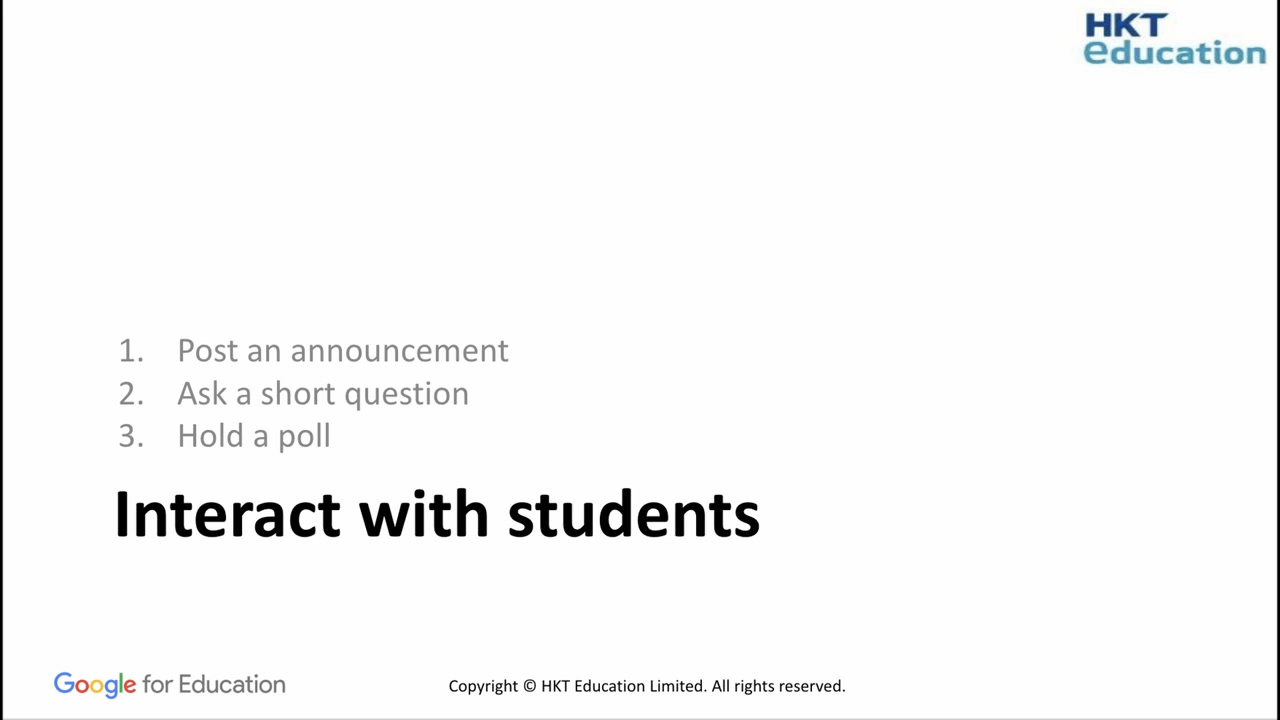 HKT
education
1. Post an announcement
2. Ask a short question
3. Hold a poll
Interact with students
Google for Education
Copyright © HKT Education Limited. All rights reserved.